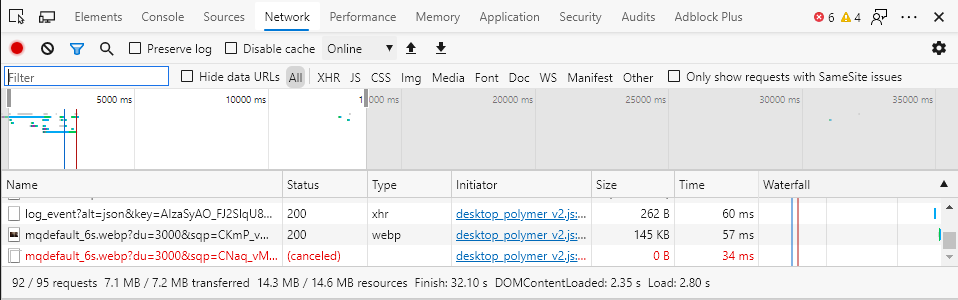 Elements Console Sources Network Performance Memory Application Security Audits Adblock Plus 6 4
Preserve log Disable cache Online
Filter Hide data URLs All XHR JS CSS Img Media Font Doc WS Manifest Other Only show requests with SameSite issues
5000 ms 10000 ms 15000 ms 20000 ms 25000 ms 30000 ms 35000 ms
Name Status Type Initiator Size Time Waterfall
log_event?alt=json&key=AIzaSyAO_FJ2SlqU8... 200 xhr desktop_polymer_v2.js:... 262 B 60 ms
mqdefault_6s.webp?du=3000&sqp=CKmP_v... 200 webp desktop_polymer_v2.js:... 145 KB 57 ms
mqdefault_6s.webp?du=3000&sqp=CNaq_vM... (canceled) desktop_polymer_v2.js:... 0 B 34 ms
92 / 95 requests 7.1 MB / 7.2 MB transferred 14.3 MB / 14.6 MB resources Finish: 32.10 s DOMContentLoaded: 2.35 s Load: 2.80 s